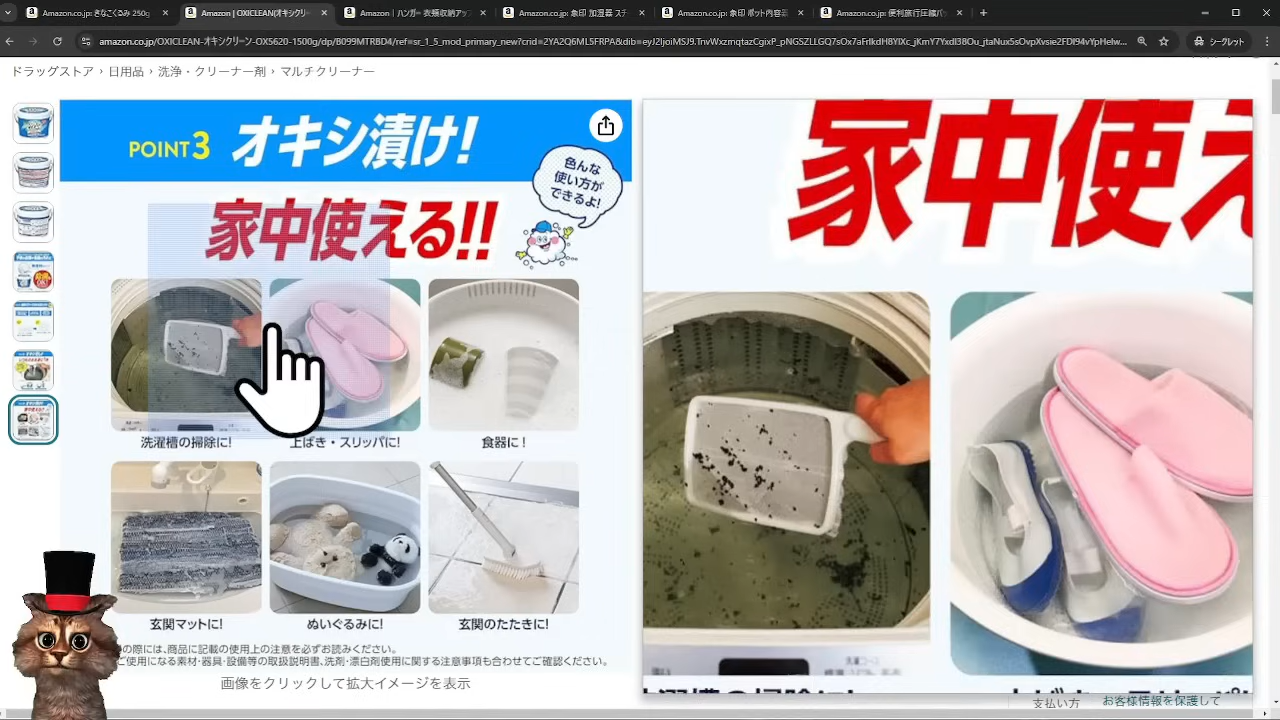 Amazon.co.jp: きなこくみ 250g
Amazon | OXICLEAN(オキシクリー
Amazon | ハンガー 衣類収納アップ
Amazon.co.jp: 象印 加湿器 スチ
Amazon.co.jp: 象印 ポット内容器
Amazon.co.jp: 便利旅行圧縮バッ
シークレット
ドラッグストア › 日用品 › 洗浄・クリーナー剤 › マルチクリーナー
POINT3 オキシ漬け!
色んな
使い方が
できるよ!
家中使える!!
洗濯槽の掃除に!
上ばき・スリッパに!
食器に!
玄関マットに!
ぬいぐるみに!
玄関のたたきに!
の際には、商品に記載の使用上の注意を必ずお読みください。
ご使用になる素材・器具・設備等の取扱説明書、洗剤・漂白剤使用に関する注意事項も合わせてご確認ください。
画像をクリックして拡大イメージを表示
家中使え
支払い方
お客様情報を保護して